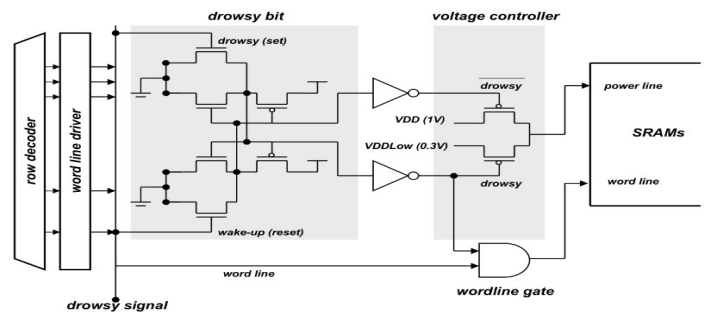 drowsy bit
voltage controller
drowsy (set)
drowsy
power line
VDD (1V)
SRAMs
VDDLow (0.3V)
row decoder
word line driver
drowsy
word line
wake-up (reset)
word line
wordline gate
drowsy signal